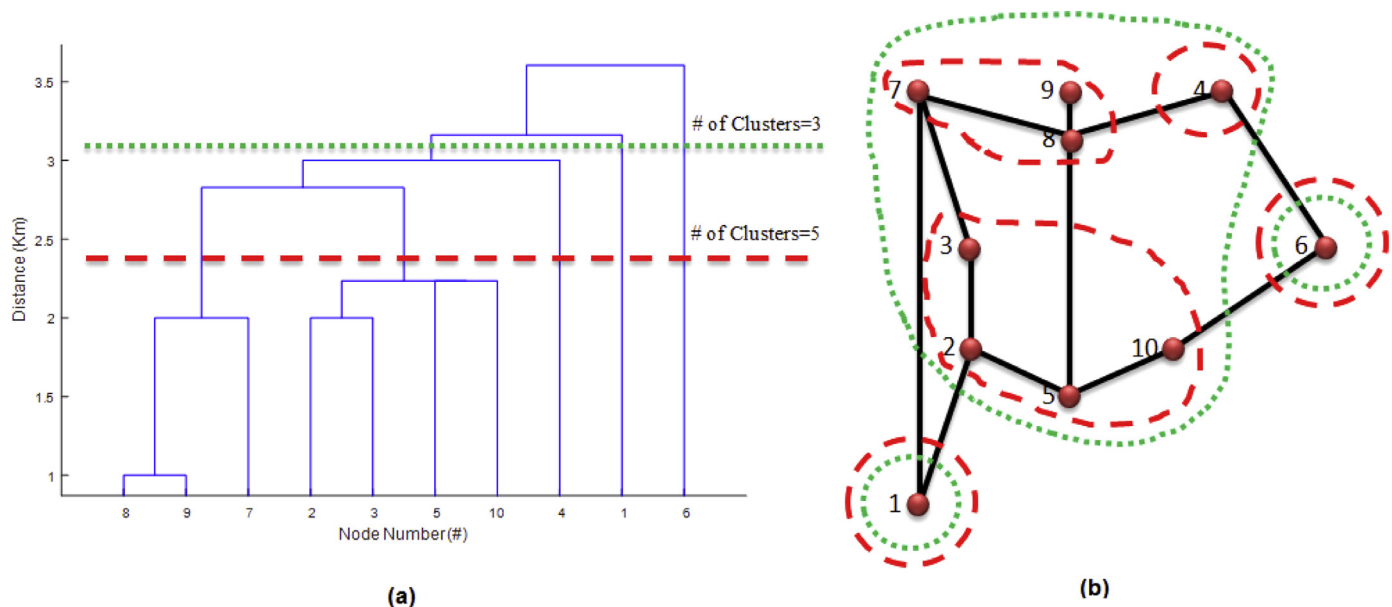 3.5
3
2.5
2
1.5
1
Distance (Km)
# of Clusters=3
# of Clusters=5
8 9 7 2 3 5 10 4 1 6
Node Number(#)
(a)
7 9 4
8
3 6
2 10
5
1
(b)